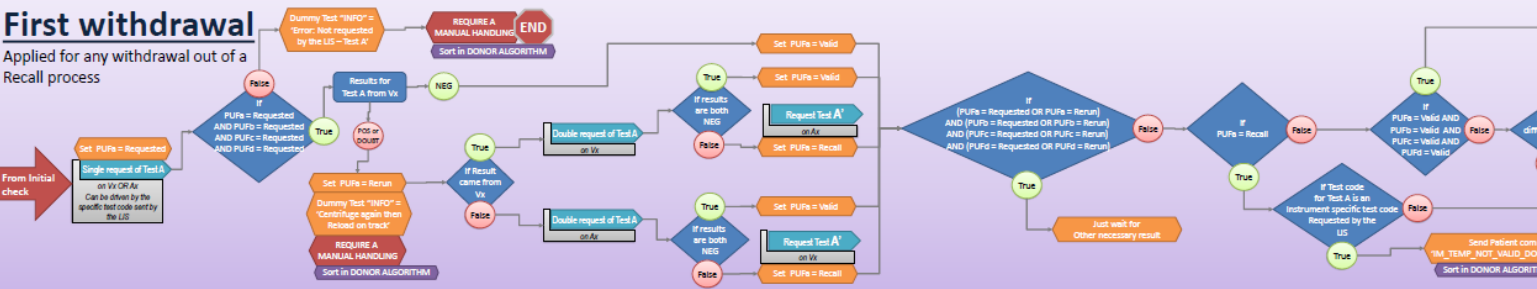 First withdrawal
Applied for any withdrawal out of a
Recall process
From Initial
check
Set PUFa = Requested
Single request of Test A
on Vx OR Ax
Can be driven by the
specific test code sent by
the LIS
If
PUFa = Requested
AND PUFb = Requested
AND PUFc = Requested
AND PUFd = Requested
False
True
Dummy Test "INFO" =
'Error: Not requested
by the LIS – Test A'
REQUIRE A
MANUAL HANDLING
END
Sort in DONOR ALGORITHM
Results for
Test A from Vx
NEG
POS or
DOUBT
Set PUFa = Rerun
Dummy Test "INFO" =
'Centrifuge again then
Reload on track'
REQUIRE A
MANUAL HANDLING
Sort in DONOR ALGORITHM
True
If Result
came from
Vx
False
Double request of Test A
on Vx
Double request of Test A
on Ax
True
If results
are both
NEG
False
True
If results
are both
NEG
False
Set PUFa = Valid
Set PUFa = Valid
Request Test A'
on Ax
Set PUFa = Recall
Set PUFa = Valid
Request Test A'
on Vx
Set PUFa = Recall
If
(PUFa = Requested OR PUFa = Rerun)
AND (PUFb = Requested OR PUFb = Rerun)
AND (PUFc = Requested OR PUFc = Rerun)
AND (PUFd = Requested OR PUFd = Rerun)
False
True
Just wait for
Other necessary result
If
PUFa = Recall
False
True
True
If
PUFa = Valid AND
PUFb = Valid AND
PUFc = Valid AND
PUFd = Valid
False
If Test code
for Test A is an
Instrument specific test code
Requested by the
LIS
False
True
Send Patient com
'IM_TEMP_NOT_VALID_DO
Sort in DONOR ALGORIT